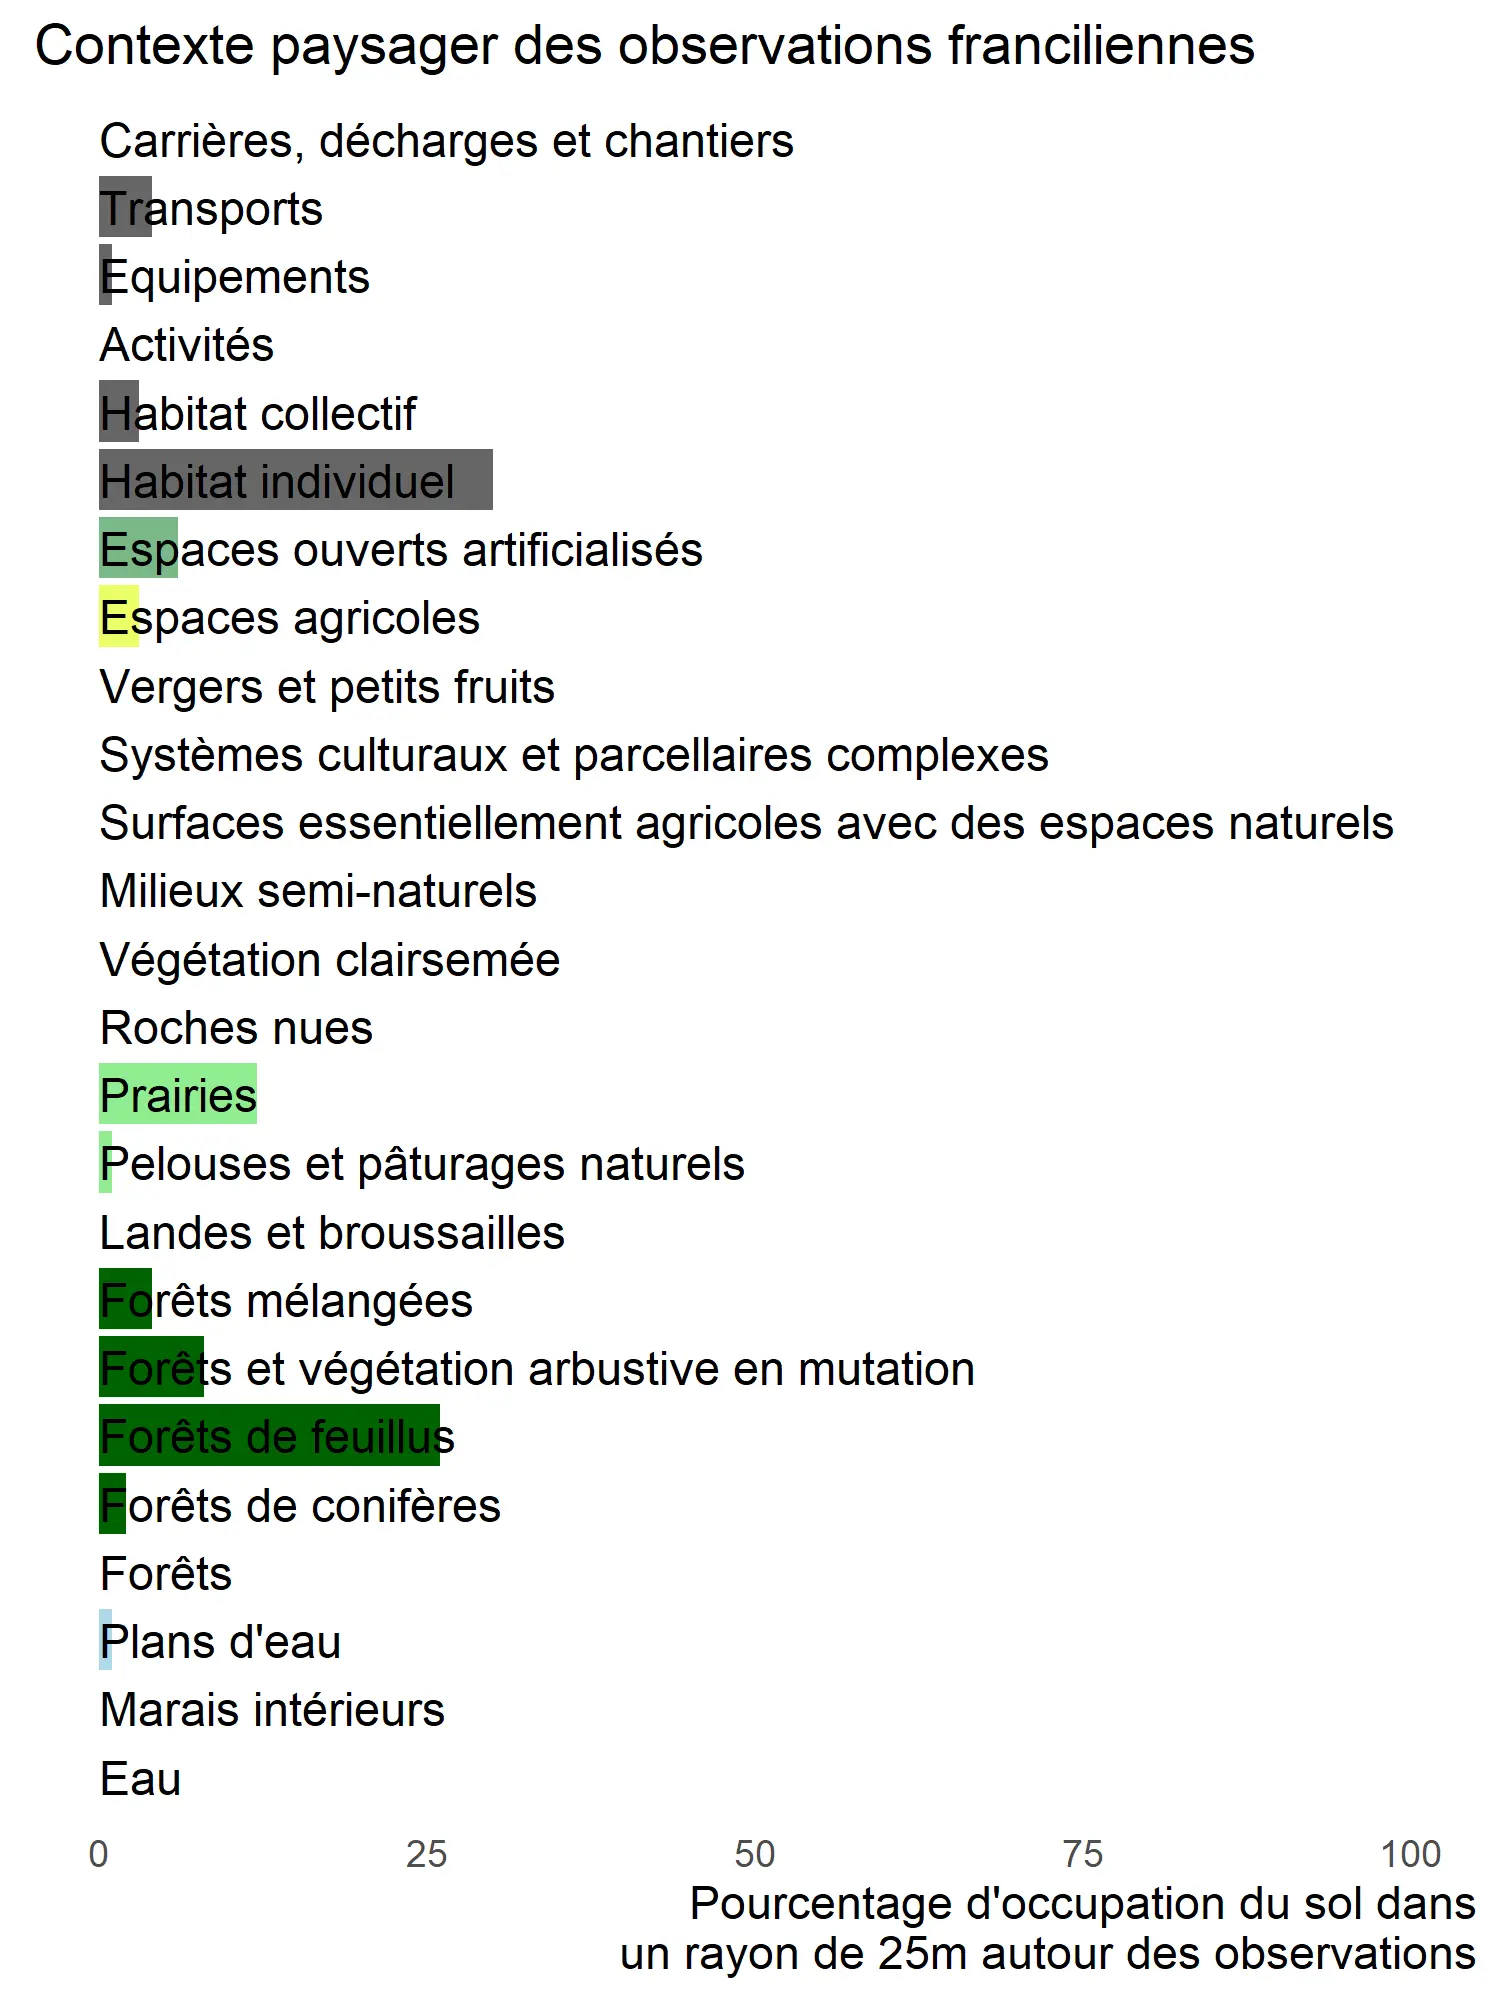 Contexte paysager des observations franciliennes
Carrières, décharges et chantiers
Transports
Equipements
Activités
Habitat collectif
Habitat individuel
Espaces ouverts artificialisés
Espaces agricoles
Vergers et petits fruits
Systèmes culturaux et parcellaires complexes
Surfaces essentiellement agricoles avec des espaces naturels
Milieux semi-naturels
Végétation clairsemée
Roches nues
Prairies
Pelouses et pâturages naturels
Landes et broussailles
Forêts mélangées
Forêts et végétation arbustive en mutation
Forêts de feuillus
Forêts de conifères
Forêts
Plans d'eau
Marais intérieurs
Eau
0 25 50 75 100
Pourcentage d'occupation du sol dans
un rayon de 25m autour des observations